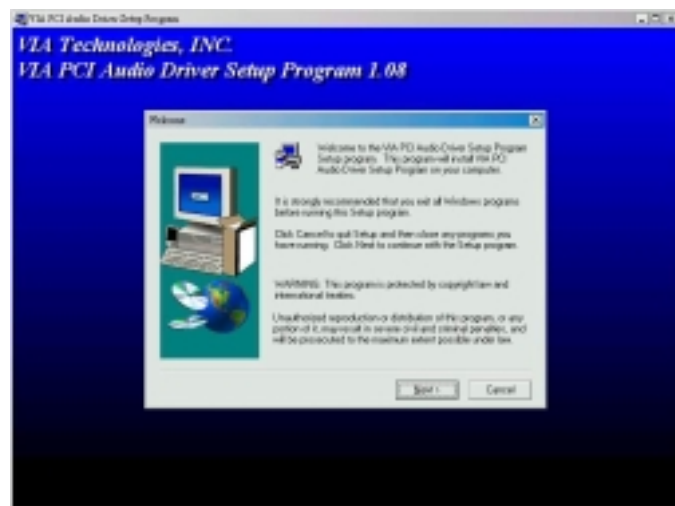 VIA PCI Audio Driver Setup Program
VIA Technologies, INC.
VIA PCI Audio Driver Setup Program 1.08
Welcome
Welcome to the VIA PCI Audio Driver Setup Program
Setup program. This program will install VIA PCI
Audio Driver Setup Program on your computer.
It is strongly recommended that you exit all Windows programs
before running this Setup program.
Click Cancel to quit Setup and then close any programs you
have running. Click Next to continue with the Setup program.
WARNING: This program is protected by copyright law and
international treaties.
Unauthorized reproduction or distribution of this program, or any
portion of it, may result in severe civil and criminal penalties, and
will be prosecuted to the maximum extent possible under law.
Next >
Cancel